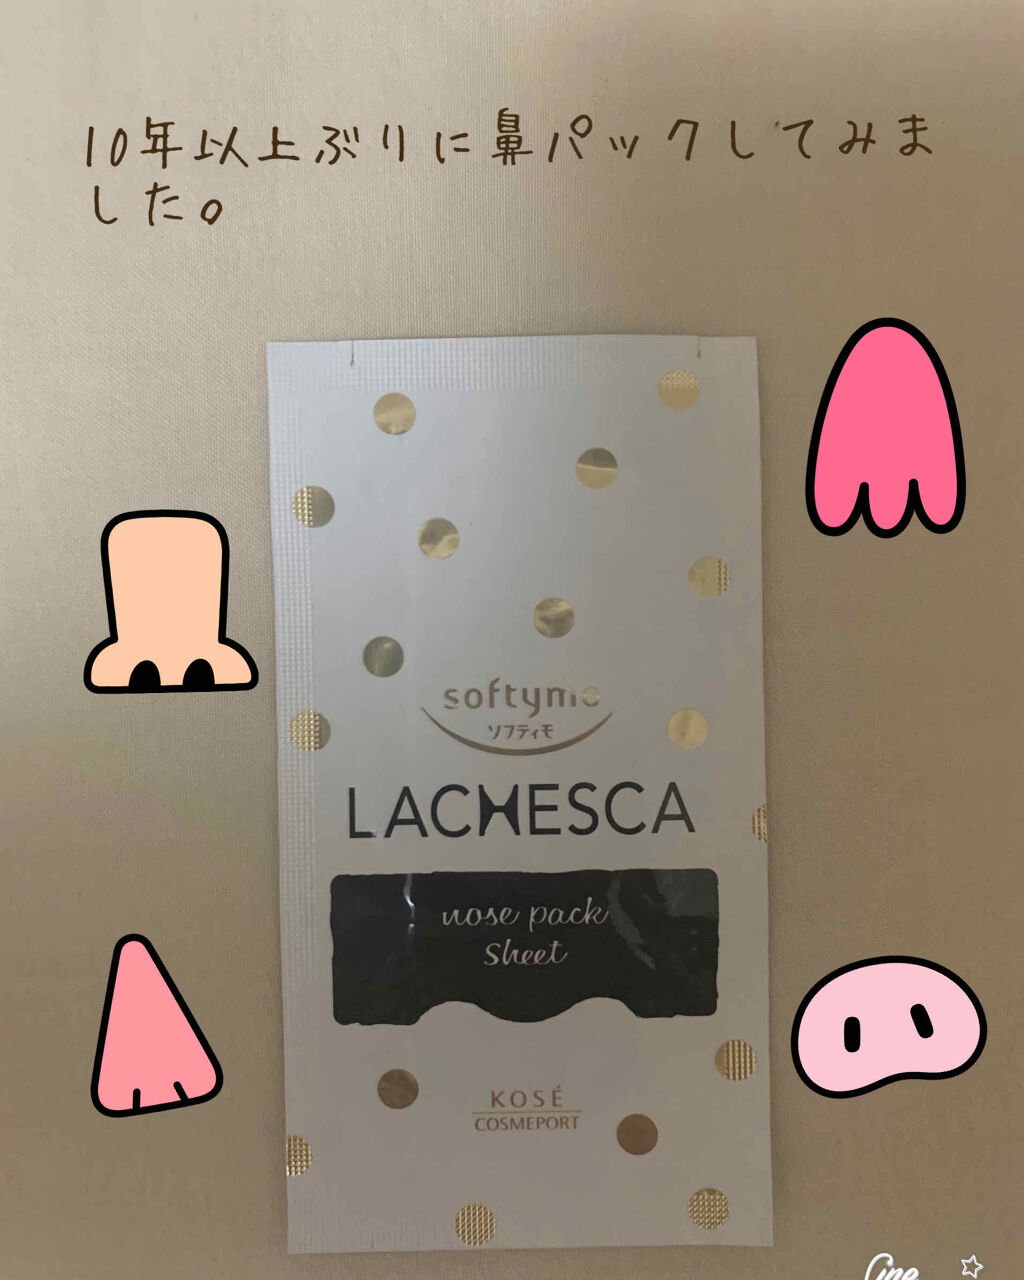 10年以上ぶりに鼻パックしてみま
した。
softymo
ソフティモ
LACHESCA
nose pack
sheet
KOSÉ
COSMEPORT